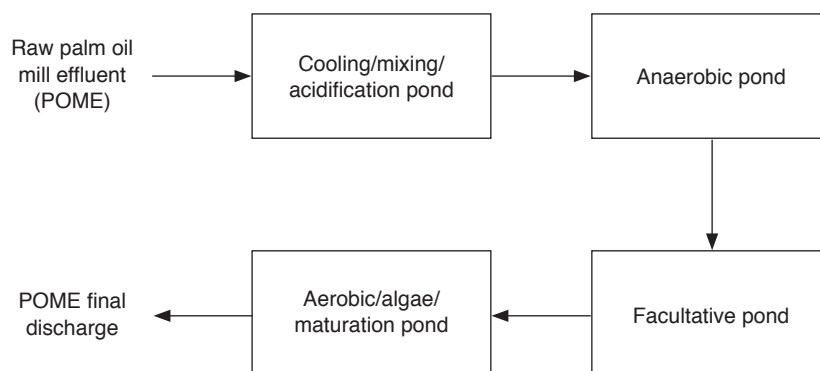 Raw palm oil
mill effluent
(POME)
Cooling/mixing/
acidification pond
Anaerobic pond
Facultative pond
Aerobic/algae/
maturation pond
POME final
discharge